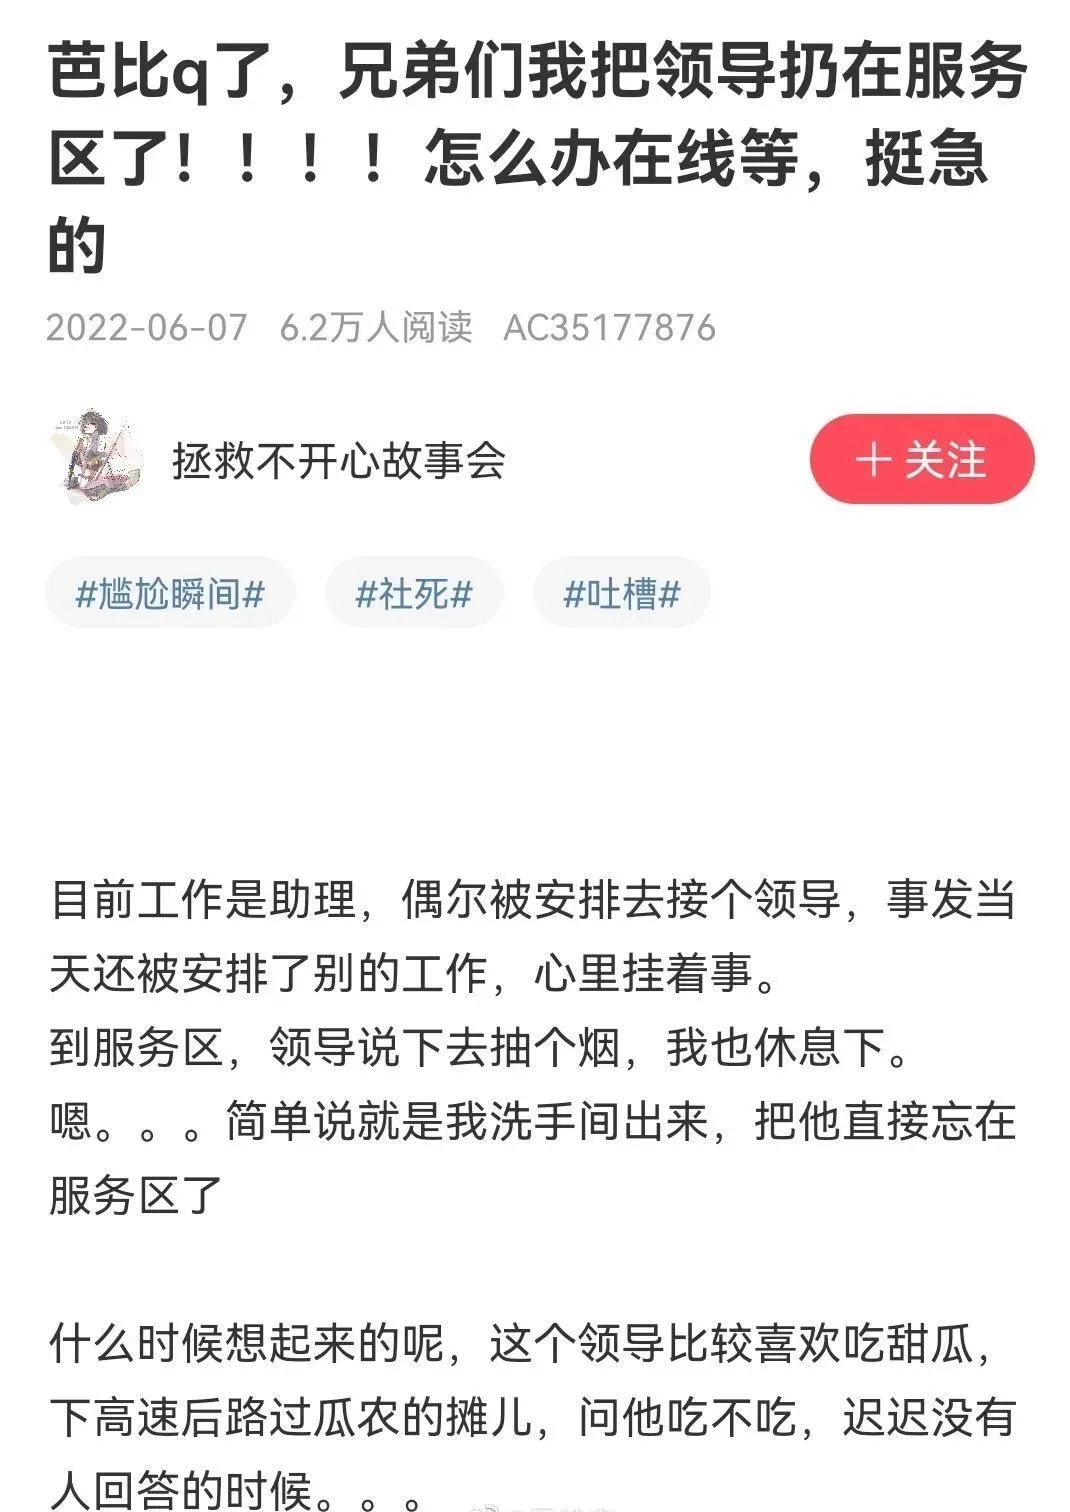 芭比q了，兄弟们我把领导扔在服务
区了！！！！怎么办在线等，挺急
的
2022-06-07 6.2万人阅读 AC35177876
拯救不开心故事会
＋关注
#尴尬瞬间# #社死# #吐槽#
目前工作是助理，偶尔被安排去接个领导，事发当
天还被安排了别的工作，心里挂着事。
到服务区，领导说下去抽个烟，我也休息下。
嗯。。。简单说就是我洗手间出来，把他直接忘在
服务区了
什么时候想起来的呢，这个领导比较喜欢吃甜瓜，
下高速后路过瓜农的摊儿，问他吃不吃，迟迟没有
人回答的时候。。。